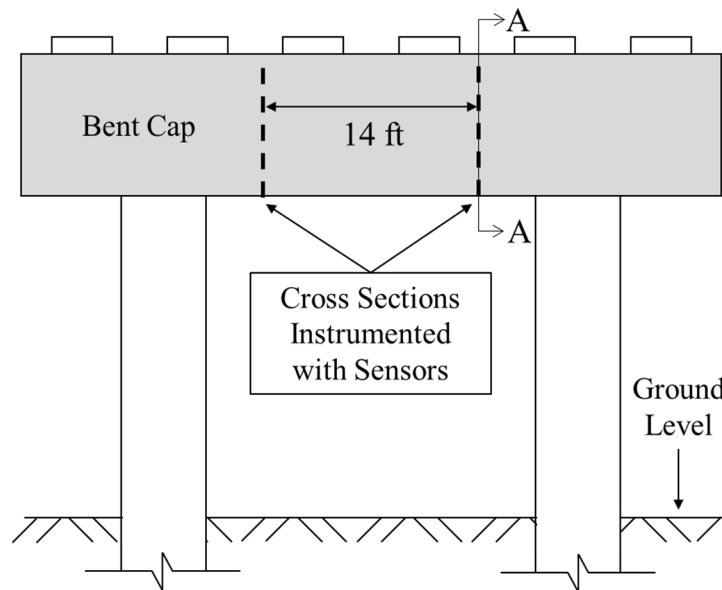 A
Bent Cap
14 ft
A
Cross Sections
Instrumented
with Sensors
Ground
Level